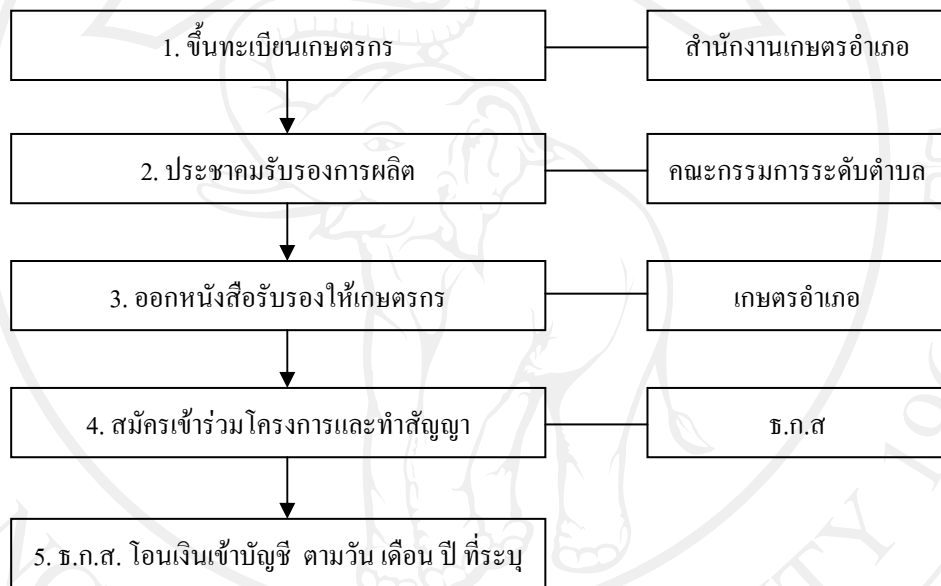 1. ขึ้นทะเบียนเกษตรกร
สำนักงานเกษตรอำเภอ
2. ประชาคมรับรองการผลิต
คณะกรรมการระดับตำบล
3. ออกหนังสือรับรองให้เกษตรกร
เกษตรอำเภอ
4. สมัครเข้าร่วมโครงการและทำสัญญา
ธ.ก.ส
5. ธ.ก.ส. โอนเงินเข้าบัญชี ตามวัน เดือน ปี ที่ระบุ